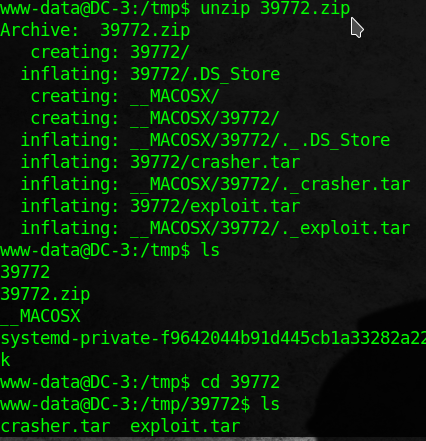 www-data@DC-3:/tmp$ unzip 39772.zip
Archive:  39772.zip
   creating: 39772/
  inflating: 39772/.DS_Store
   creating: __MACOSX/
   creating: __MACOSX/39772/
  inflating: __MACOSX/39772/._.DS_Store
  inflating: 39772/crasher.tar
  inflating: __MACOSX/39772/._crasher.tar
  inflating: 39772/exploit.tar
  inflating: __MACOSX/39772/._exploit.tar
www-data@DC-3:/tmp$ ls
39772
39772.zip
__MACOSX
systemd-private-f9642044b91d445cb1a33282a22
k
www-data@DC-3:/tmp$ cd 39772
www-data@DC-3:/tmp/39772$ ls
crasher.tar  exploit.tar